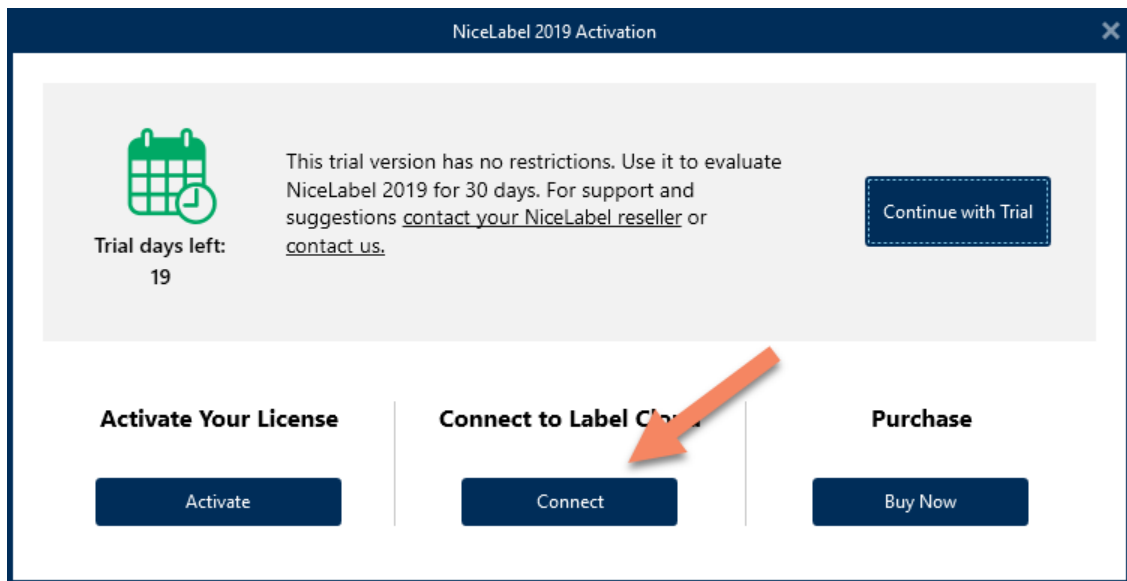 NiceLabel 2019 Activation
This trial version has no restrictions. Use it to evaluate
NiceLabel 2019 for 30 days. For support and
suggestions contact your NiceLabel reseller or
contact us.
Trial days left:
19
Continue with Trial
Activate Your License
Connect to Label Cloud
Purchase
Activate
Connect
Buy Now